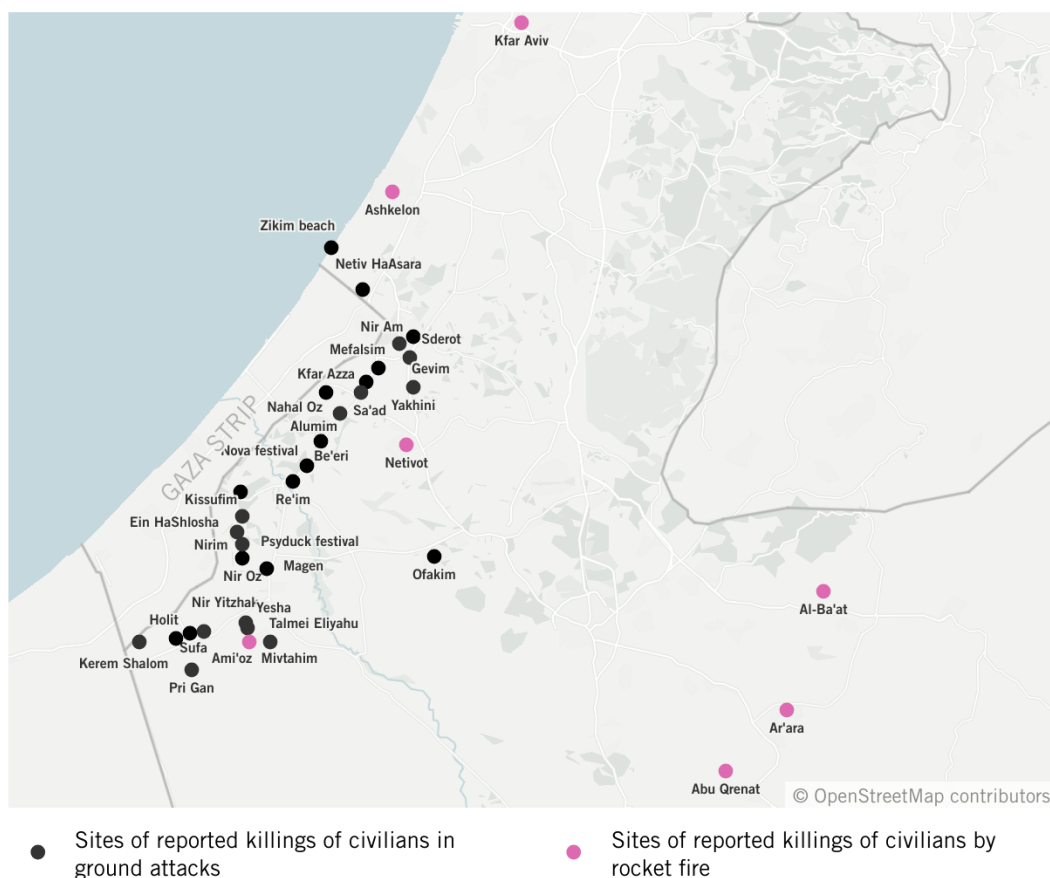 Kfar Aviv
Ashkelon
Zikim beach
Netiv HaAsara
Nir Am
Sderot
Mefalsim
Gevim
Kfar Azza
Nahal Oz
Sa'ad
Yakhini
Alumim
GAZA STRIP
Nova festival
Be'eri
Netivot
Kissufim
Re'im
Ein HaShlosha
Nirim
Psyduck festival
Nir Oz
Magen
Ofakim
Al-Ba'at
Nir Yitzhak
Yesha
Holit
Talmei Eliyahu
Sufa
Kerem Shalom
Ami'oz
Mivtahim
Pri Gan
Ar'ara
Abu Qrenat
© OpenStreetMap contributors
Sites of reported killings of civilians in
ground attacks
Sites of reported killings of civilians by
rocket fire